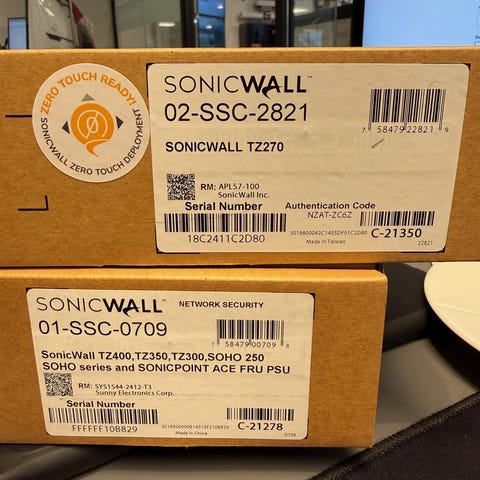 ZERO TOUCH READY!
SONICWALL ZERO TOUCH DEPLOYMENT
SONICWALL™
02-SSC-2821
7 58479 22821 9
SONICWALL TZ270
RM: APL57-100
SonicWall Inc.
Serial Number
18C2411C2D80
Authentication Code
NZAT-ZC6Z
3018800042C1455DF91C2D80
C-21350
Made in Taiwan
22821
SONICWALL™
NETWORK SECURITY
01-SSC-0709
7 58479 00709 8
SonicWall TZ400,TZ350,TZ300,SOHO 250
SOHO series and SONICPOINT ACE FRU PSU
RM: SYS1544-2412-T3
Sunny Electronics Corp.
Serial Number
FFFFFF10B829
C-21278
Made in China
0709